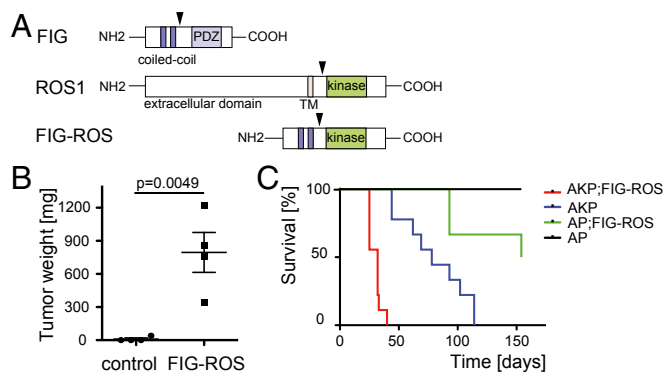 A
FIG
NH2
PDZ
COOH
coiled-coil
ROS1
NH2
kinase
COOH
extracellular domain
TM
FIG-ROS
NH2
kinase
COOH
B
p=0.0049
Tumor weight [mg]
1200
900
600
300
0
control
FIG-ROS
C
Survival [%]
100
50
0
0
50
100
150
Time [days]
AKP;FIG-ROS
AKP
AP;FIG-ROS
AP